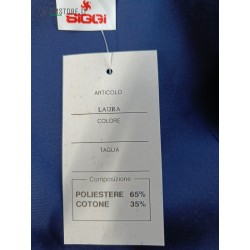 SIGGI
ARTICOLO
LAURA
COLORE
TAGLIA
Composizione
POLIESTERE 65%
COTONE 35%